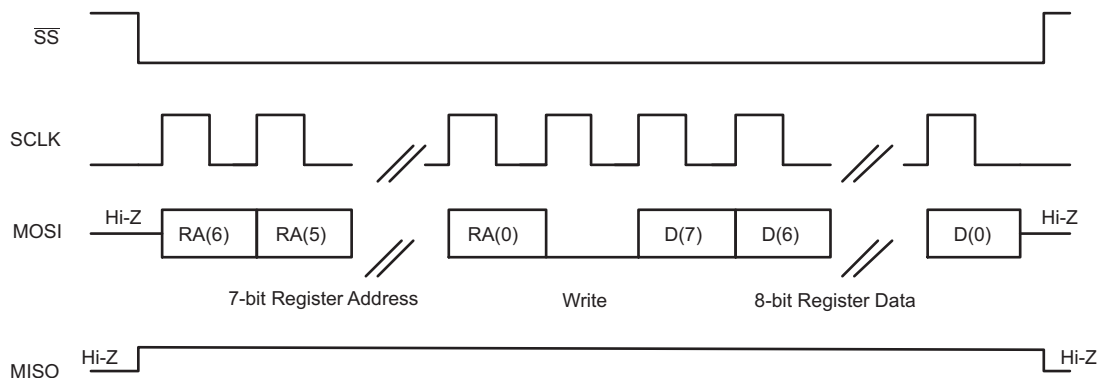 SS
SCLK
Hi-Z
MOSI
RA(6) RA(5) RA(0) D(7) D(6) D(0)
Hi-Z
7-bit Register Address Write 8-bit Register Data
Hi-Z
MISO
Hi-Z